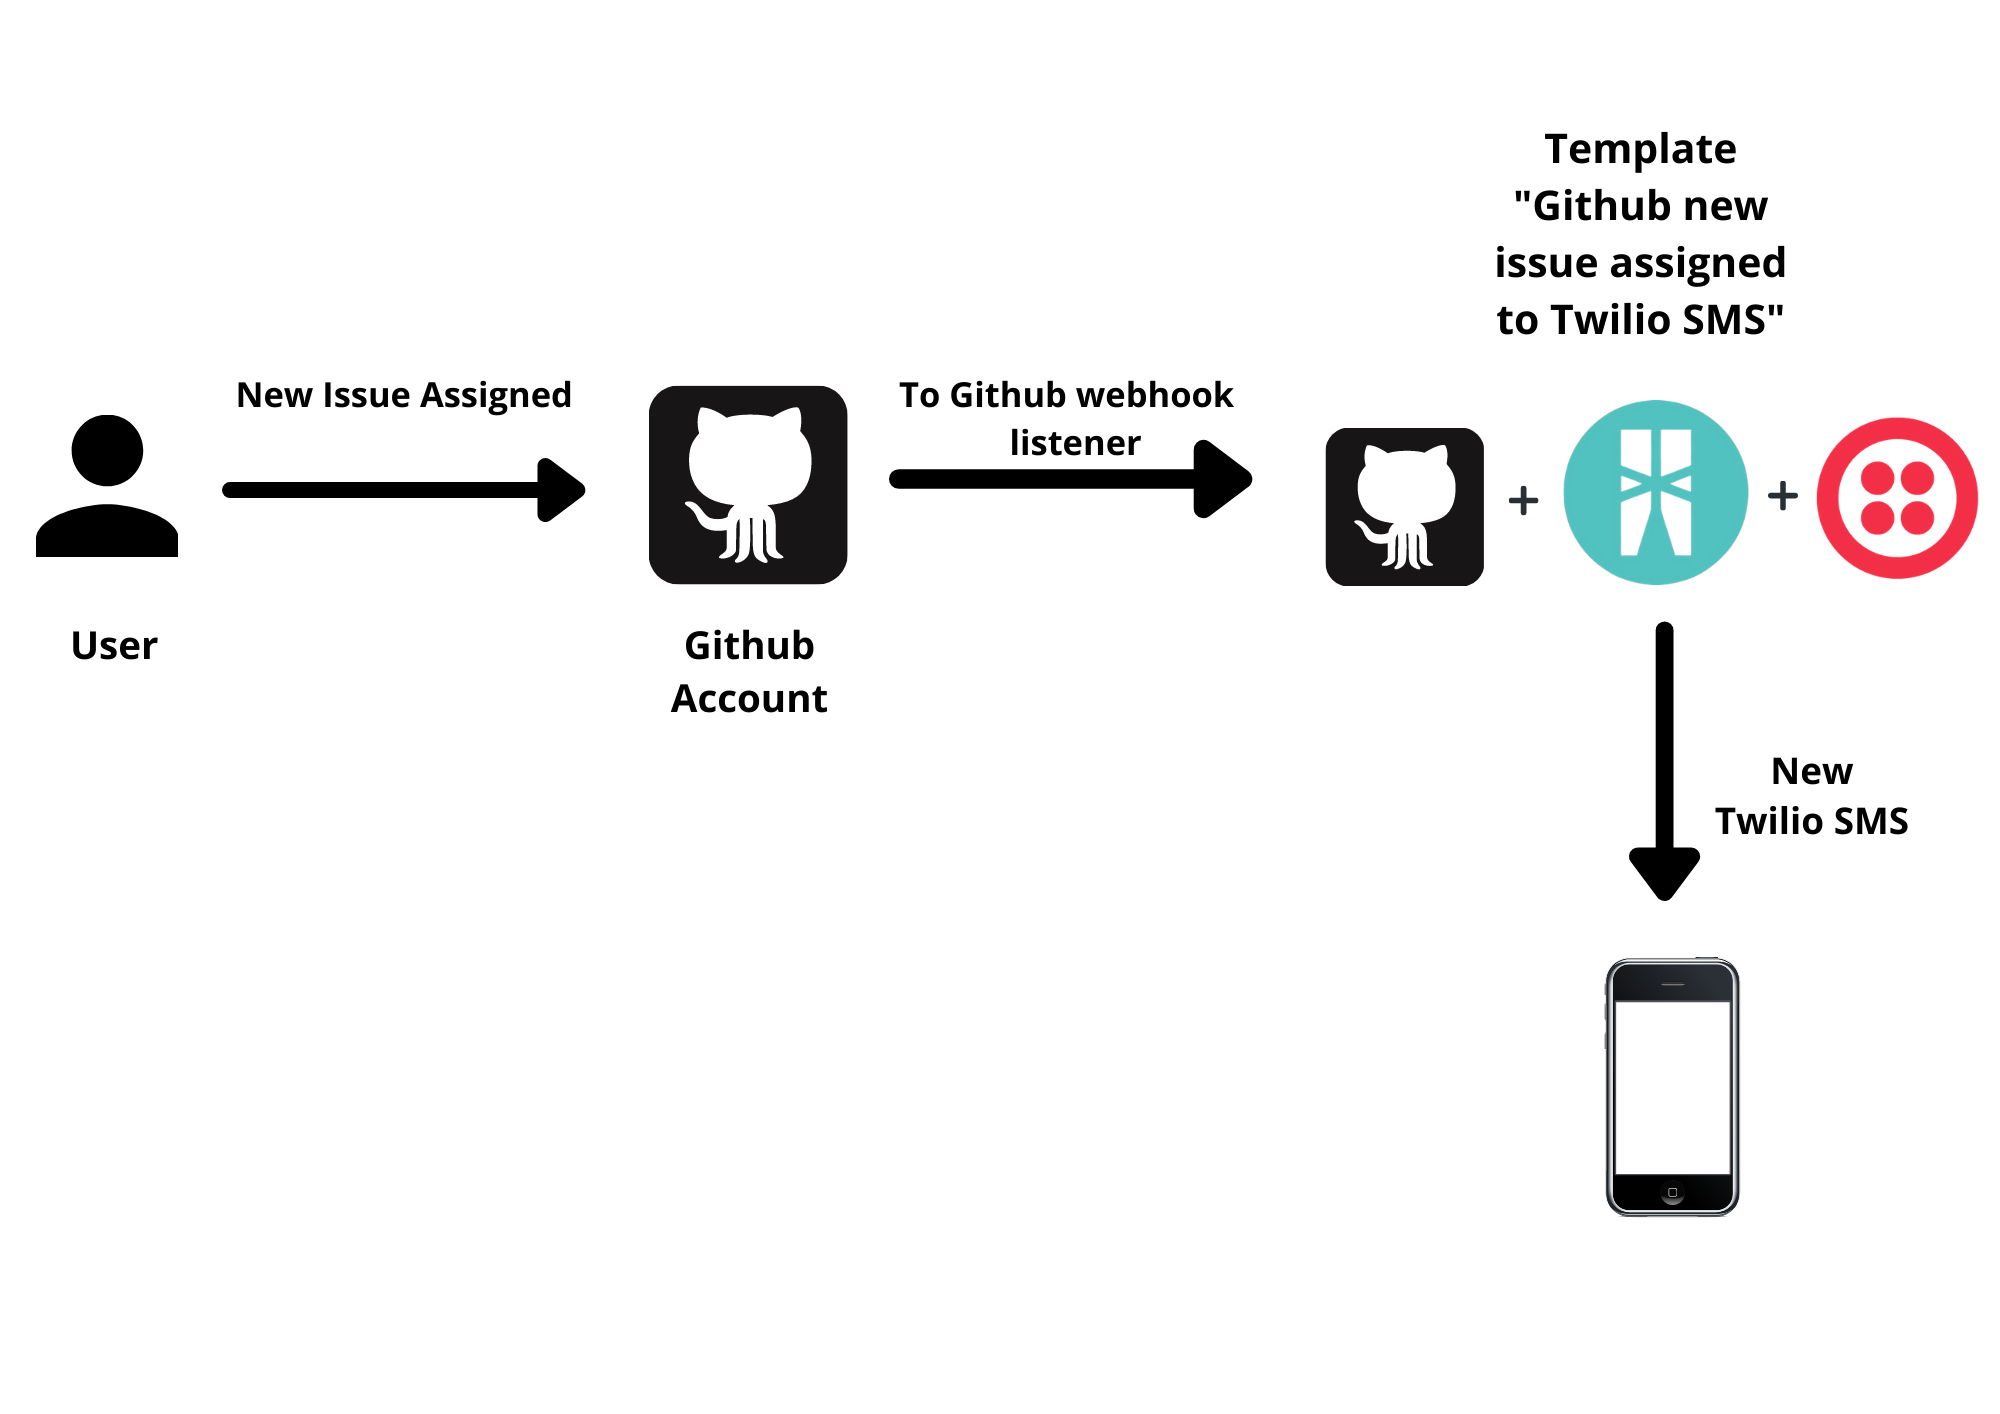 Template
"Github new
issue assigned
to Twilio SMS"
New Issue Assigned
To Github webhook
listener
User
Github
Account
New
Twilio SMS